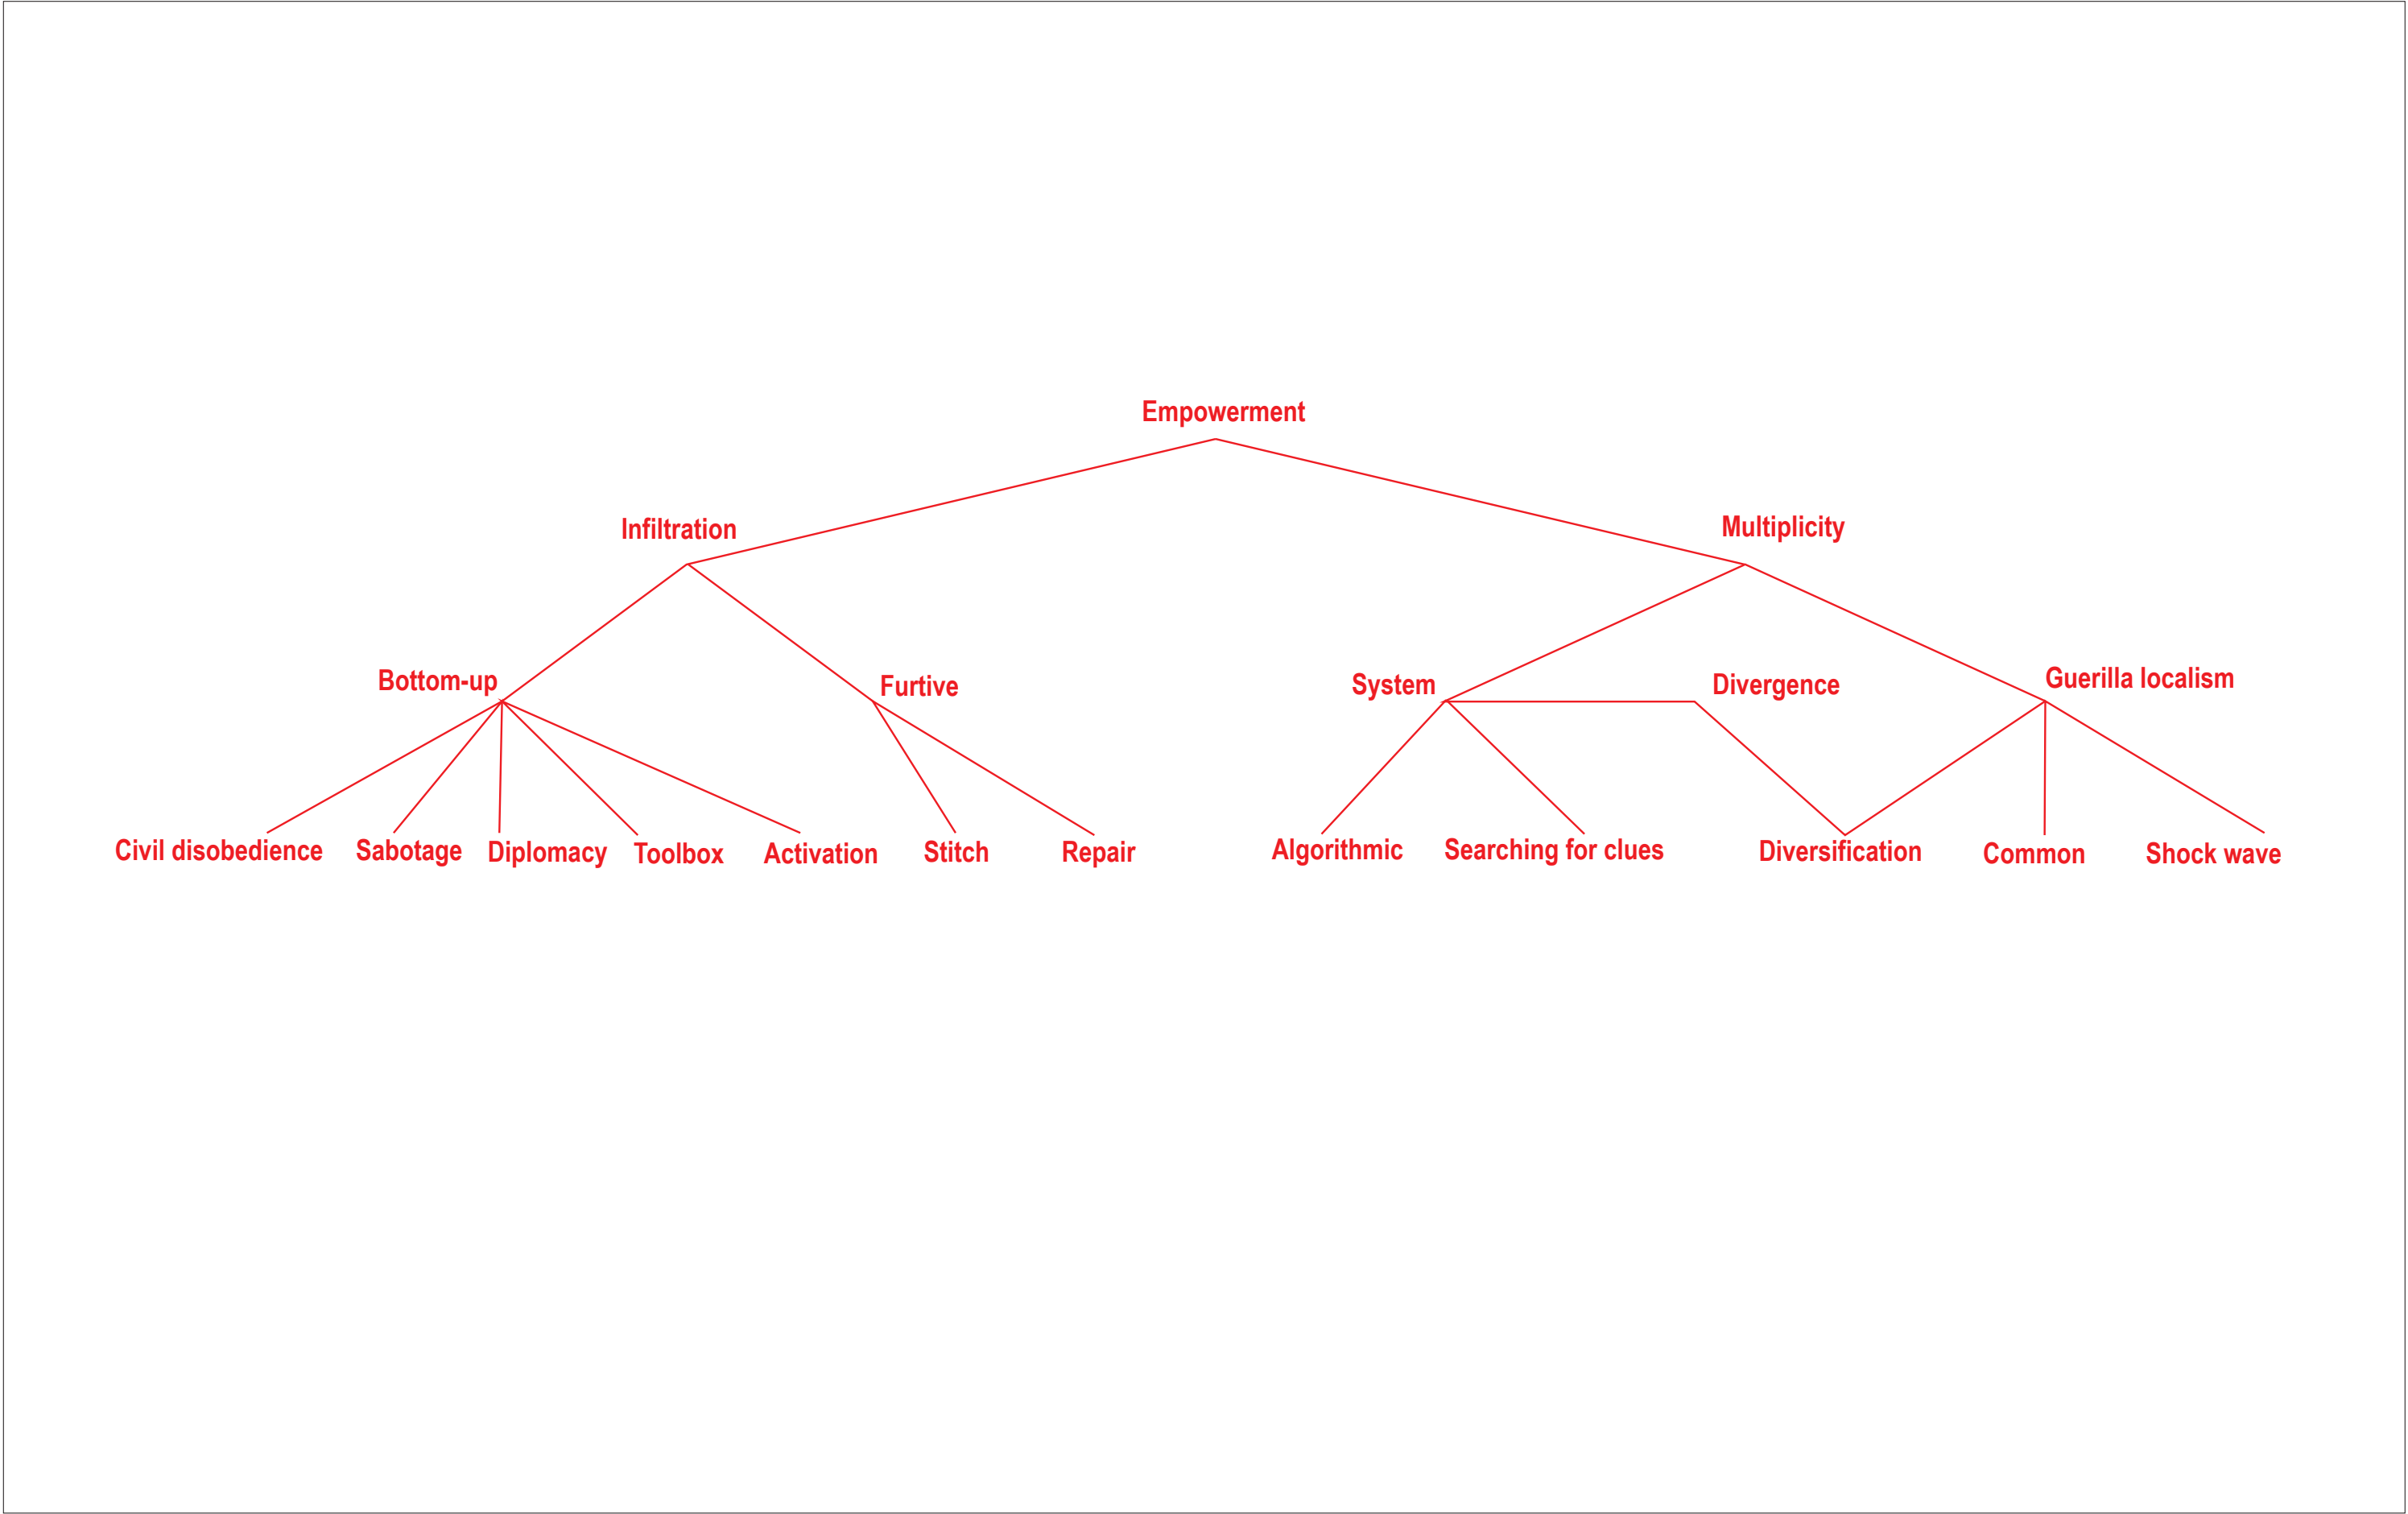 Empowerment
Infiltration
Multiplicity
Bottom-up
Furtive
System
Divergence
Guerilla localism
Civil disobedience
Sabotage
Diplomacy
Toolbox
Activation
Stitch
Repair
Algorithmic
Searching for clues
Diversification
Common
Shock wave